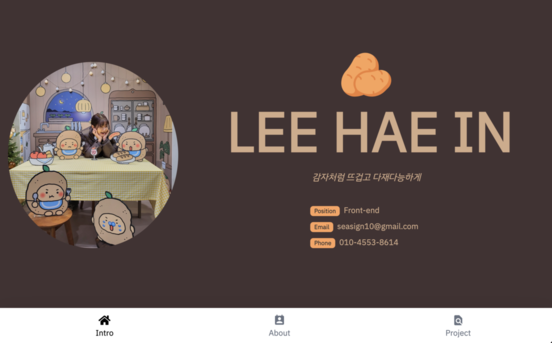 LEE HAE IN
감자처럼 뜨겁고 다재다능하게
Position Front-end
Email seasign10@gmail.com
Phone 010-4553-8614
Intro About Project